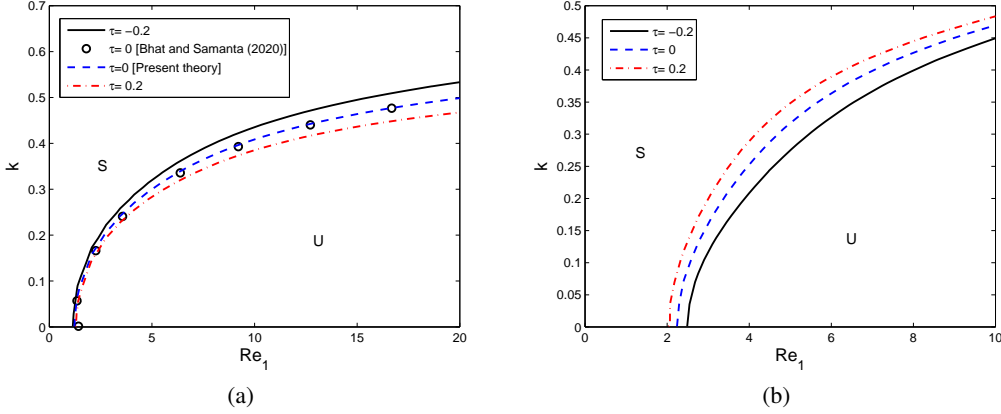 0.7
0.6
0.5
0.4
0.3
0.2
0.1
0
k
τ= −0.2
τ= 0 [Bhat and Samanta (2020)]
τ=0 [Present theory]
τ= 0.2
S
U
0 5 10 15 20
Re1
(a)
0.5
0.45
0.4
0.35
0.3
0.25
0.2
0.15
0.1
0.05
0
k
τ= −0.2
τ= 0
τ= 0.2
S
U
0 2 4 6 8 10
Re1
(b)